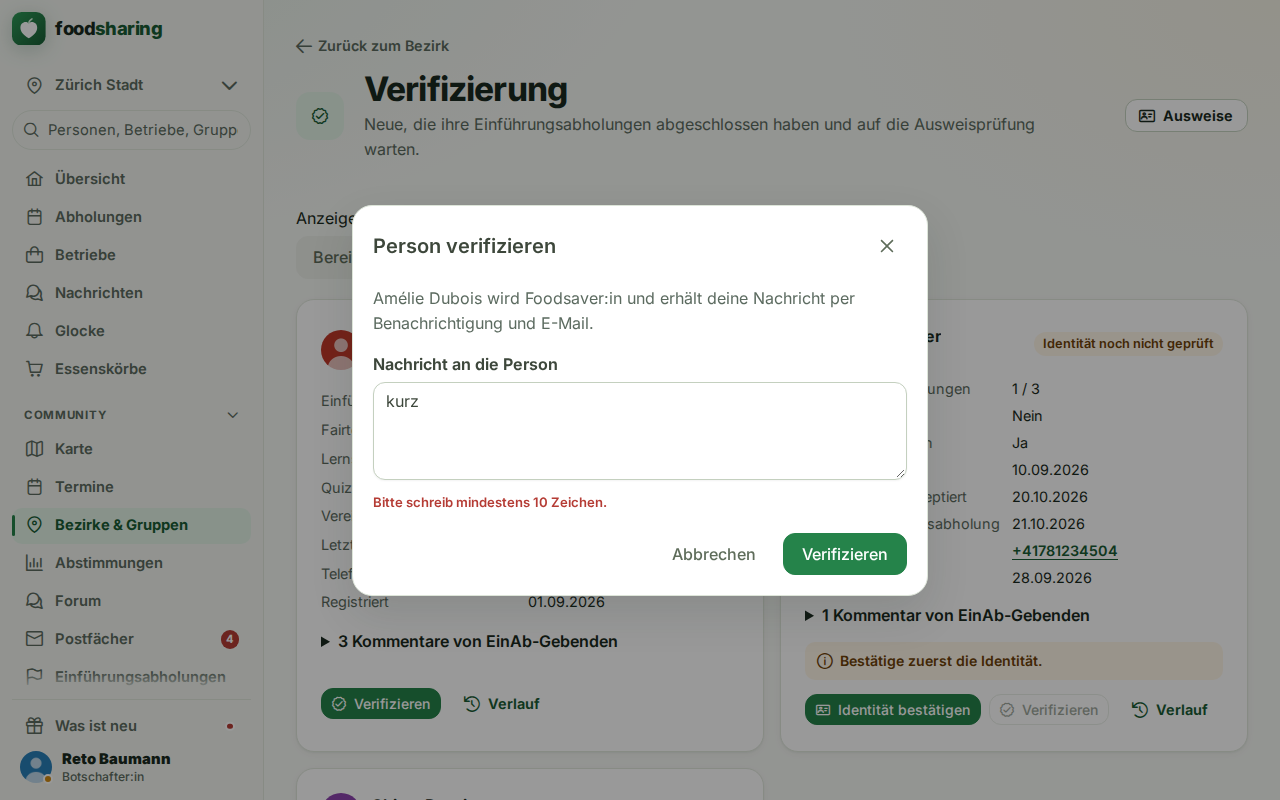 foodsharing
Zürich Stadt
Personen, Betriebe, Grupp
Übersicht
Abholungen
Betriebe
Nachrichten
Glocke
Essenskörbe
COMMUNITY
Karte
Termine
Bezirke & Gruppen
Abstimmungen
Forum
Postfächer 4
Einführungsabholungen
Was ist neu
Reto Baumann
Botschafter:in
Zurück zum Bezirk
Verifizierung
Neue, die ihre Einführungsabholungen abgeschlossen haben und auf die Ausweisprüfung
warten.
Ausweise
Person verifizieren
Amélie Dubois wird Foodsaver:in und erhält deine Nachricht per
Benachrichtigung und E-Mail.
Nachricht an die Person
kurz
Bitte schreib mindestens 10 Zeichen.
Abbrechen
Verifizieren
Registriert 01.09.2026
3 Kommentare von EinAb-Gebenden
Verifizieren
Verlauf
Identität noch nicht geprüft
1 / 3
Nein
Ja
10.09.2026
20.10.2026
21.10.2026
+41781234504
28.09.2026
1 Kommentar von EinAb-Gebenden
Bestätige zuerst die Identität.
Identität bestätigen
Verifizieren
Verlauf